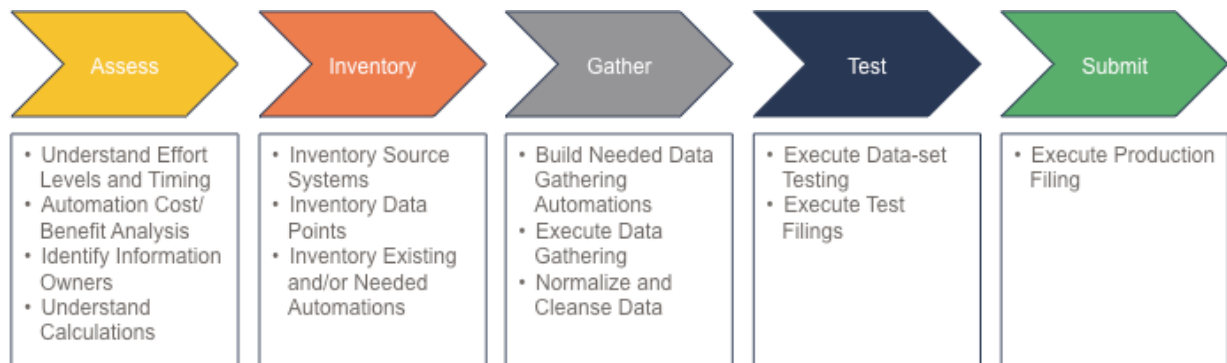 Assess
Inventory
Gather
Test
Submit
• Understand Effort
Levels and Timing
• Automation Cost/
Benefit Analysis
• Identify Information
Owners
• Understand
Calculations
• Inventory Source
Systems
• Inventory Data
Points
• Inventory Existing
and/or Needed
Automations
• Build Needed Data
Gathering
Automations
• Execute Data
Gathering
• Normalize and
Cleanse Data
• Execute Data-set
Testing
• Execute Test
Filings
• Execute Production
Filing